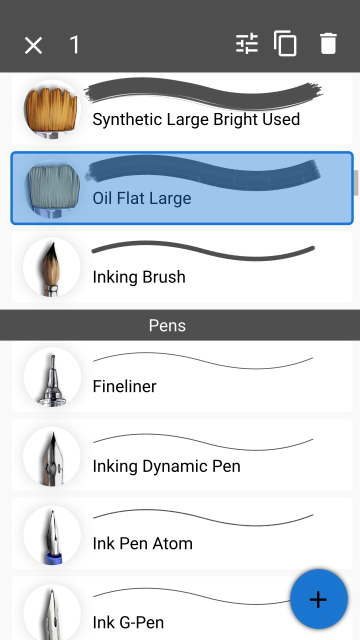 1
Synthetic Large Bright Used
Oil Flat Large
Inking Brush
Pens
Fineliner
Inking Dynamic Pen
Ink Pen Atom
Ink G-Pen